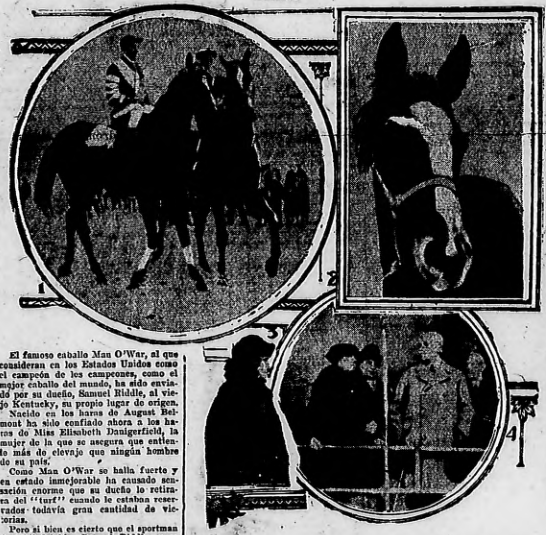 1
2
3
4
El famoso caballo Man O'War, al que
consideran en los Estados Unidos como
el campeón de los campeones, como el
mejor caballo del mundo, ha sido envia-
do por su dueño, Samuel Riddle, al vie-
jo Kentucky, su propio lugar de origen.
Nacido en los haras de August Bel-
mont ha sido confiado ahora a los ha-
ras de Miss Elisabeth Danigerfield, la
mujer de la que se asegura que entien-
de más de elevaje que ningún hombre
de su país.
Como Man O'War se halla fuerte y
en estado inmejorable ha causado sen-
sación enorme que su dueño lo retira-
ra del "turf" cuando le estaban reser-
vados todavía gran cantidad de vic-
torias.
Pero si bien es cierto que el sportman